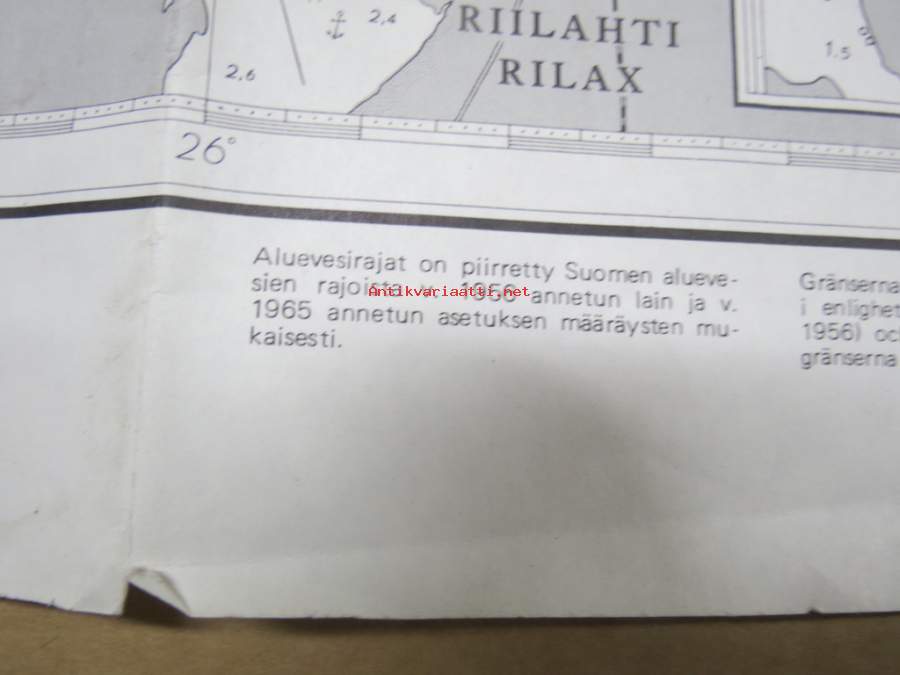 2,4
RIILAHTI
RILAX
2,6
1.5
26°
Aluevesirajat on piirretty Suomen alueve-
sien rajoista v. 1956 annetun lain ja v.
1965 annetun asetuksen määräysten mu-
kaisesti.
Antikvariaatti.net
Gränserna
i enlighet
1956) och
gränserna